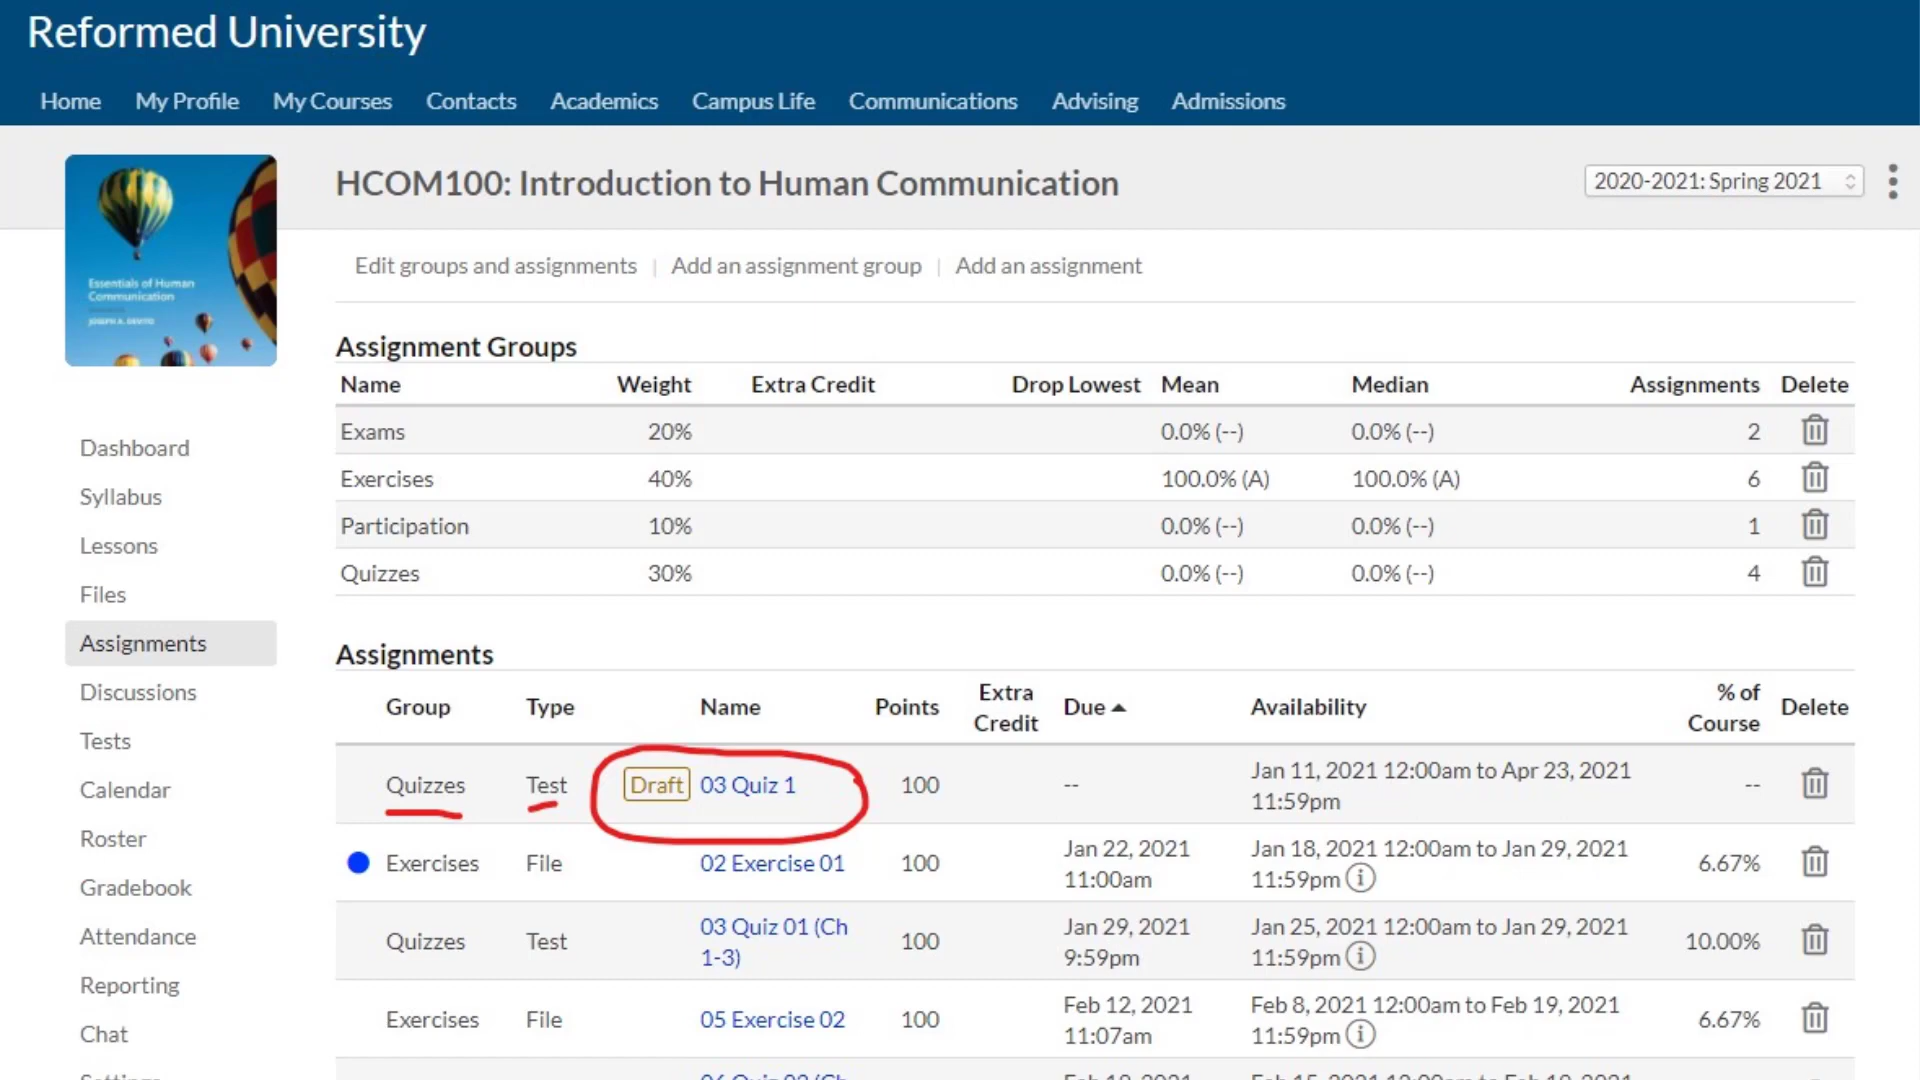 Reformed University
Home My Profile My Courses Contacts Academics Campus Life Communications Advising Admissions
HCOM100: Introduction to Human Communication
2020-2021: Spring 2021
Essentials of Human
Communication
JOSEPH A. DEVITO
Edit groups and assignments | Add an assignment group | Add an assignment
Assignment Groups
Name Weight Extra Credit Drop Lowest Mean Median Assignments Delete
Exams 20% 0.0% (--) 0.0% (--) 2
Exercises 40% 100.0% (A) 100.0% (A) 6
Participation 10% 0.0% (--) 0.0% (--) 1
Quizzes 30% 0.0% (--) 0.0% (--) 4
Dashboard
Syllabus
Lessons
Files
Assignments
Discussions
Tests
Calendar
Roster
Gradebook
Attendance
Reporting
Chat
Assignments
Group Type Name Points Extra Credit Due Availability % of Course Delete
Quizzes Test Draft 03 Quiz 1 100 -- Jan 11, 2021 12:00am to Apr 23, 2021 --
11:59pm
Exercises File 02 Exercise 01 100 Jan 22, 2021 Jan 18, 2021 12:00am to Jan 29, 2021 6.67%
11:00am 11:59pm
Quizzes Test 03 Quiz 01 (Ch 100 Jan 29, 2021 Jan 25, 2021 12:00am to Jan 29, 2021 10.00%
1-3) 9:59pm 11:59pm
Exercises File 05 Exercise 02 100 Feb 12, 2021 Feb 8, 2021 12:00am to Feb 19, 2021 6.67%
11:07am 11:59pm